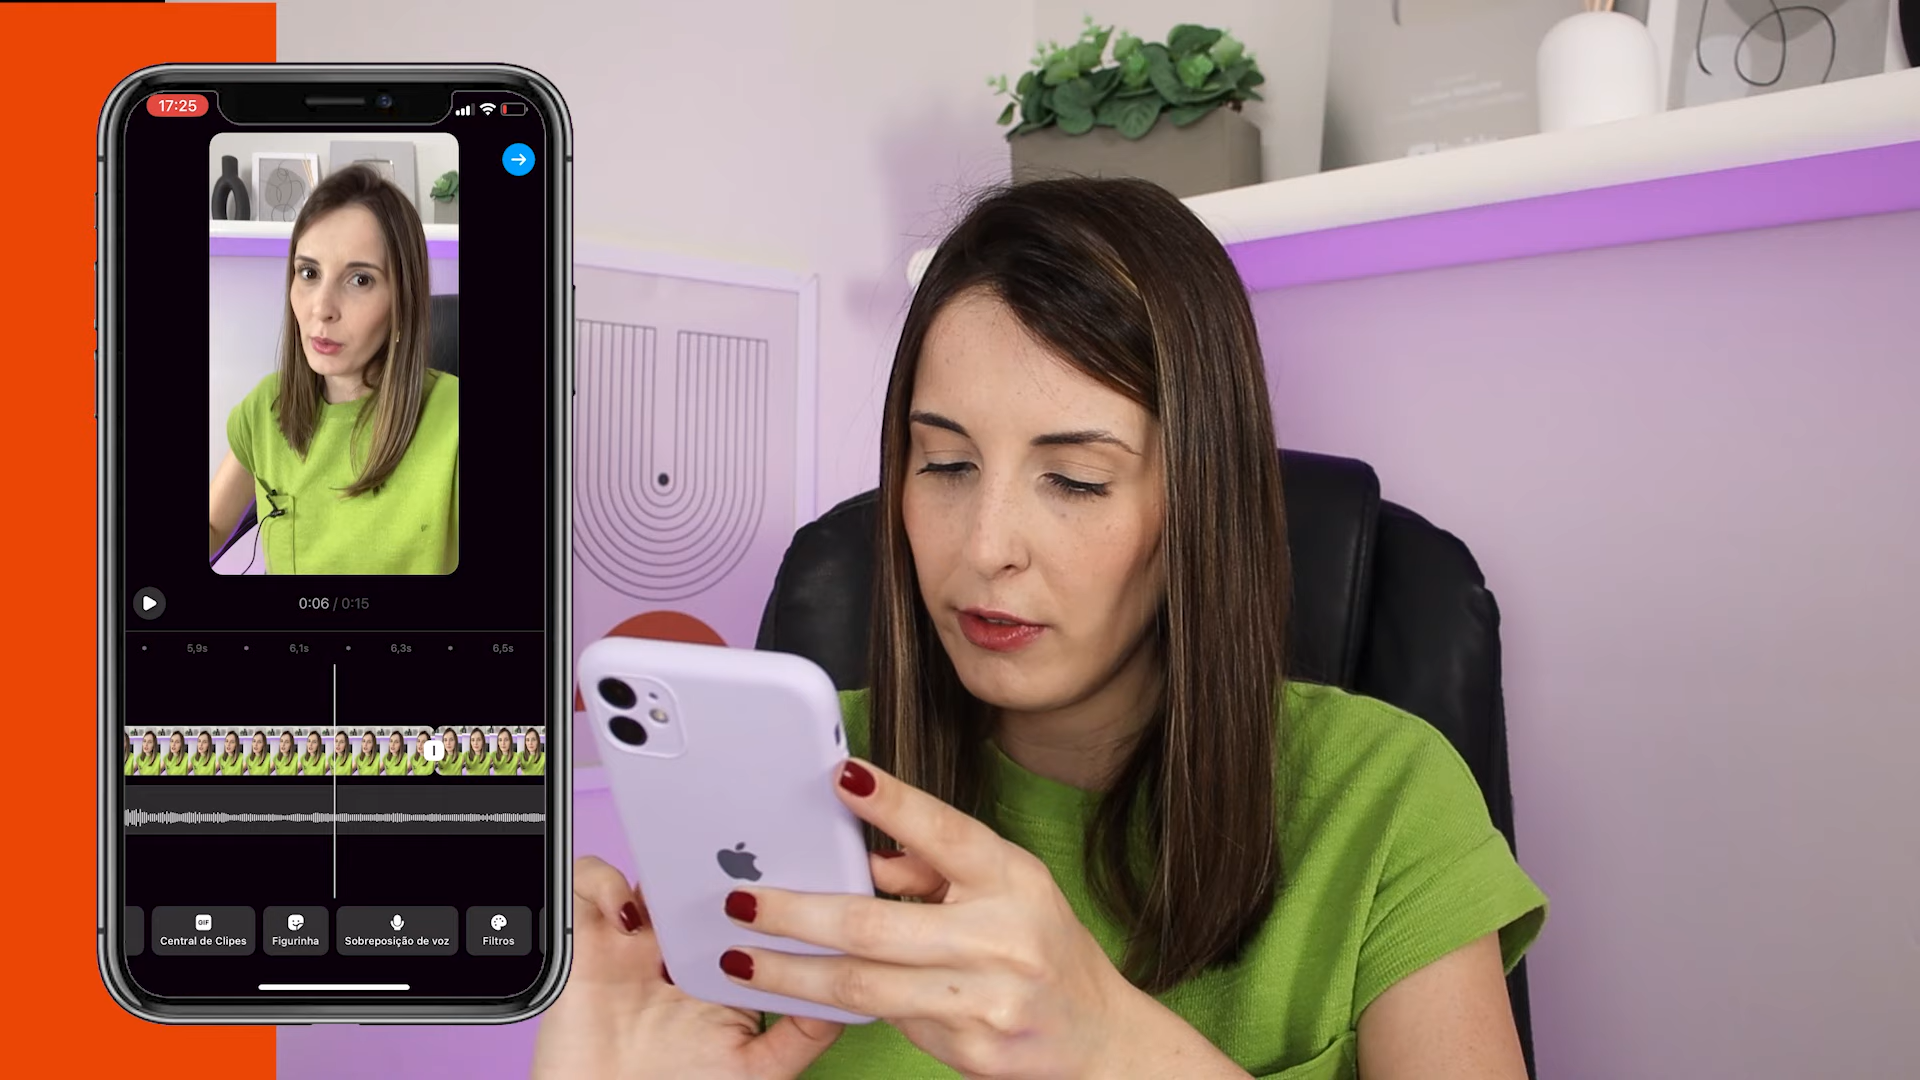 17:25
0:06 / 0:15
5,9s
6,1s
6,3s
6,5s
GIF
Central de Clipes
Figurinha
Sobreposição de voz
Filtros